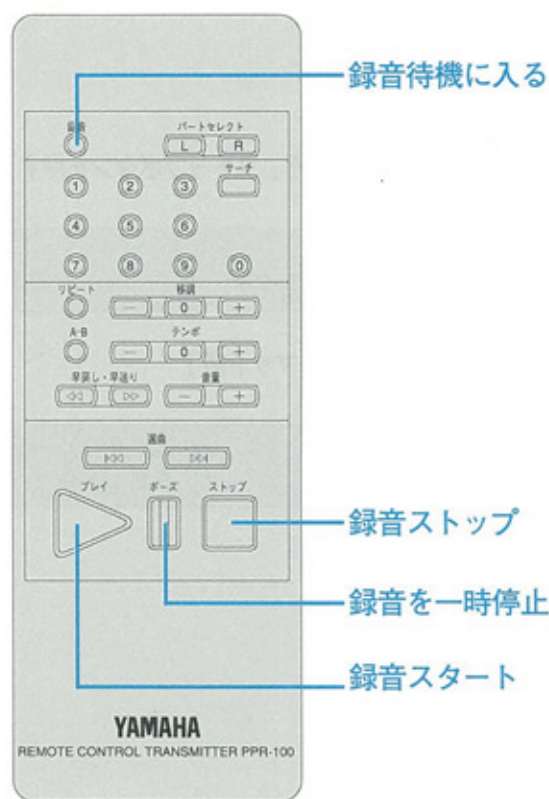 録音待機に入る
録音
パートセレクト
L R
サーチ
1 2 3
4 5 6
7 8 9 0
リピート
移調
− 0 +
A-B
テンポ
− 0 +
早戻し・早送り
音量
− +
選曲
プレイ
ポーズ
ストップ
録音ストップ
録音を一時停止
録音スタート
YAMAHA
REMOTE CONTROL TRANSMITTER PPR-100